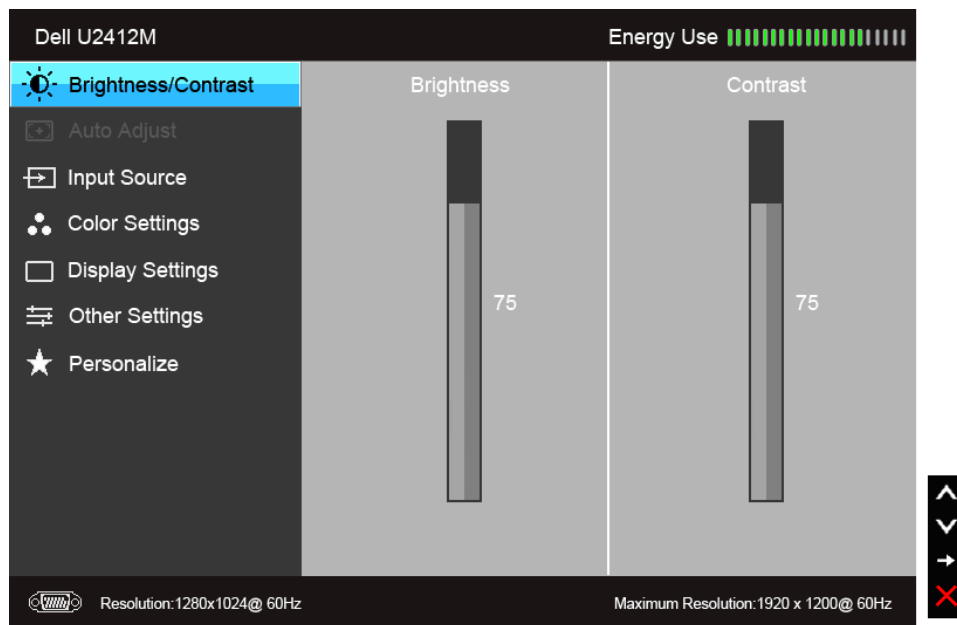 Dell U2412M
Energy Use
Brightness/Contrast
Auto Adjust
Input Source
Color Settings
Display Settings
Other Settings
Personalize
Brightness
75
Contrast
75
Resolution:1280x1024@ 60Hz
Maximum Resolution:1920 x 1200@ 60Hz